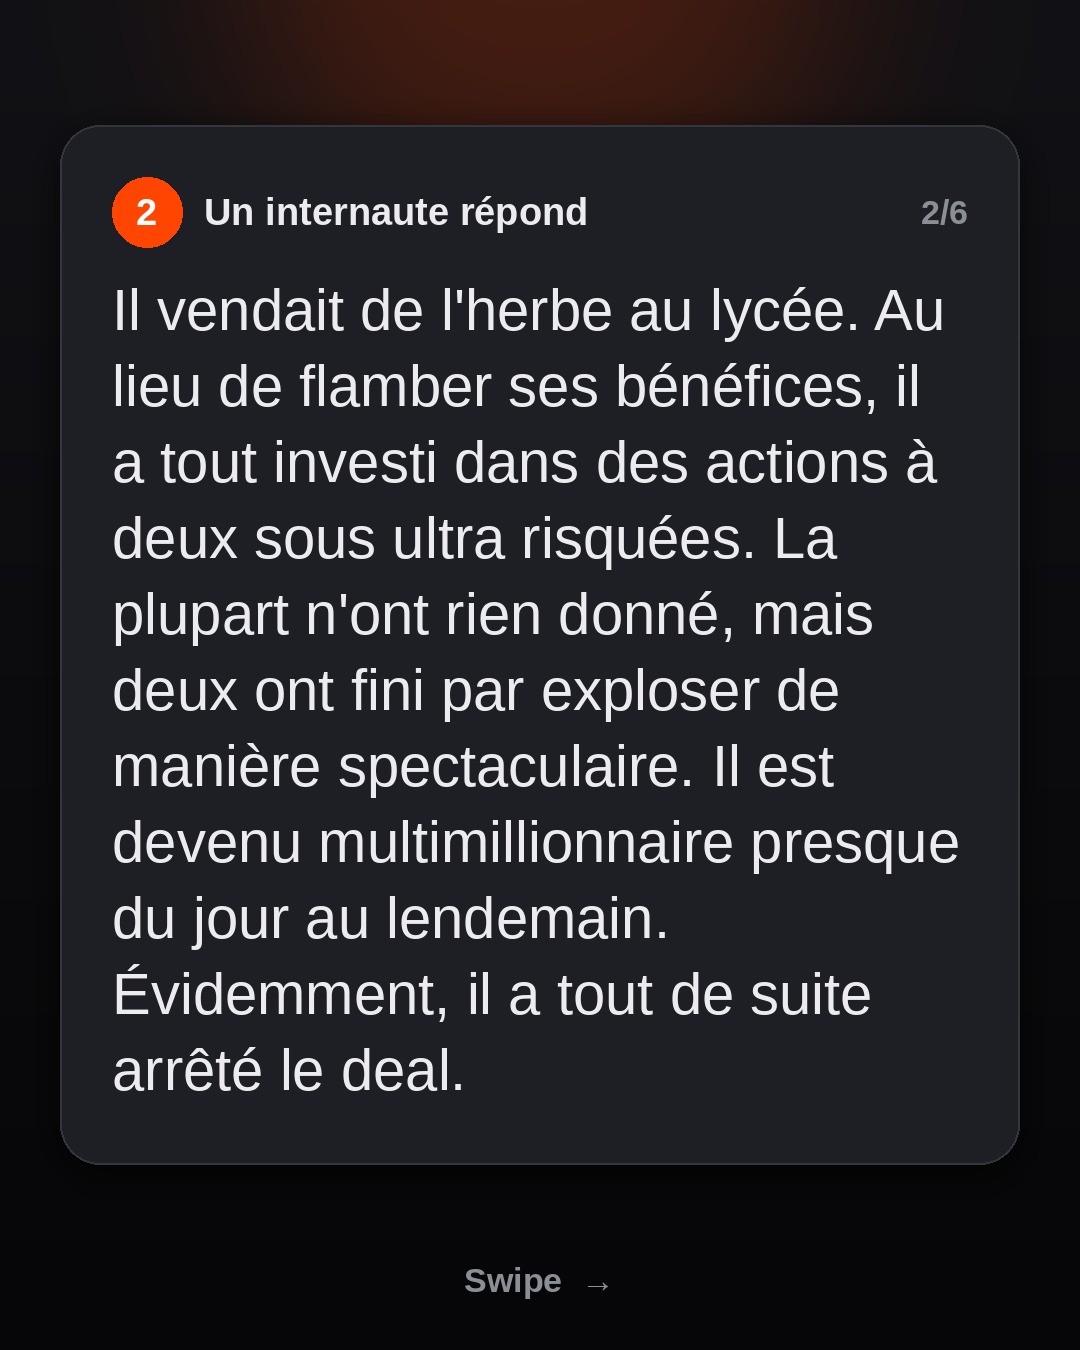 2 Un internaute répond 2/6
Il vendait de l'herbe au lycée. Au
lieu de flamber ses bénéfices, il
a tout investi dans des actions à
deux sous ultra risquées. La
plupart n'ont rien donné, mais
deux ont fini par exploser de
manière spectaculaire. Il est
devenu multimillionnaire presque
du jour au lendemain.
Évidemment, il a tout de suite
arrêté le deal.
Swipe →